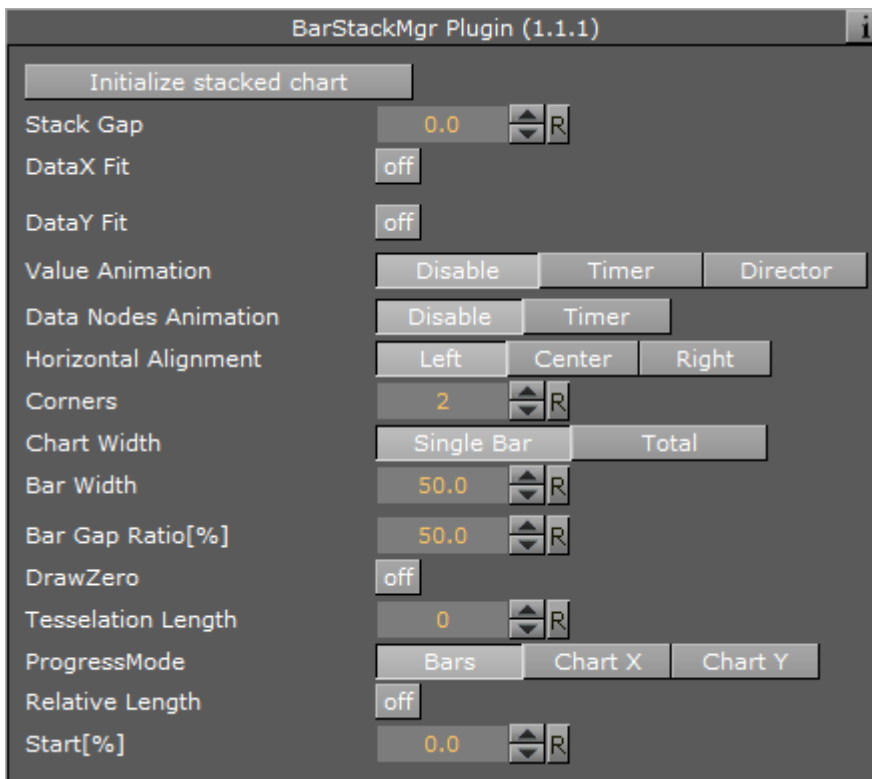 BarStackMgr Plugin (1.1.1) i
Initialize stacked chart
Stack Gap 0.0 R
DataX Fit off
DataY Fit off
Value Animation Disable Timer Director
Data Nodes Animation Disable Timer
Horizontal Alignment Left Center Right
Corners 2 R
Chart Width Single Bar Total
Bar Width 50.0 R
Bar Gap Ratio[%] 50.0 R
DrawZero off
Tesselation Length 0 R
ProgressMode Bars Chart X Chart Y
Relative Length off
Start[%] 0.0 R